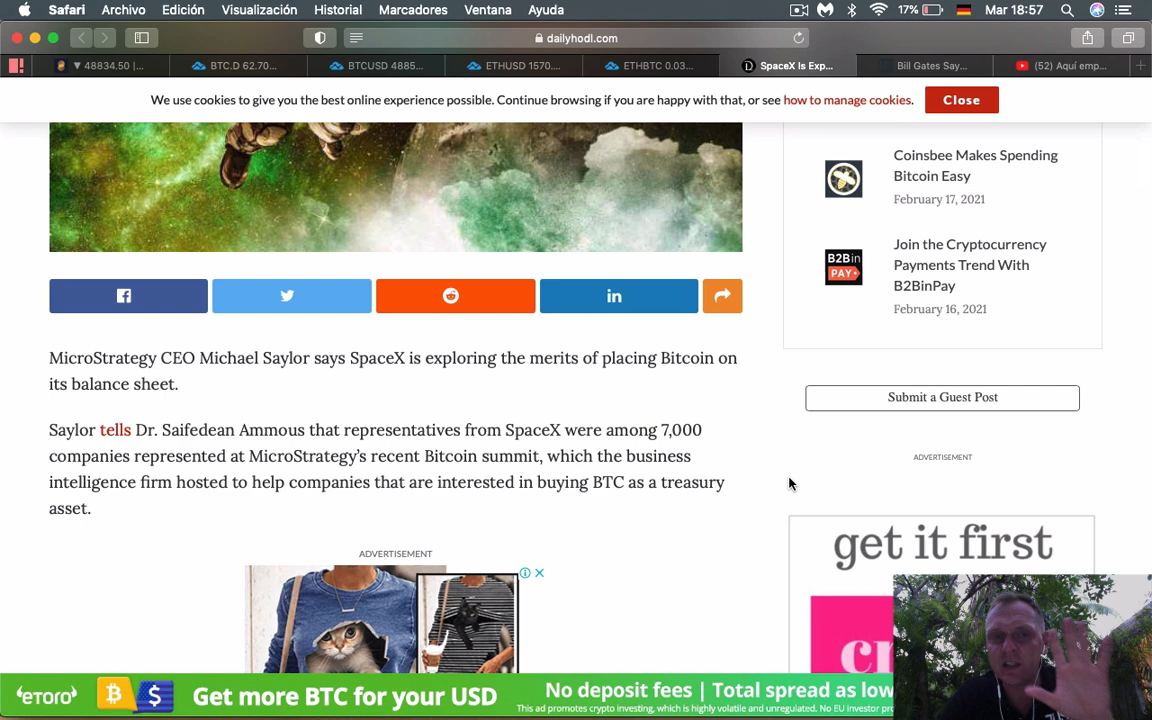 Safari Archivo Edición Visualización Historial Marcadores Ventana Ayuda 17% Mar 18:57
dailyhodl.com
▼ 48834.50 |... BTC.D 62.70... BTCUSD 4885... ETHUSD 1570.... ETHBTC 0.03... SpaceX Is Exp... Bill Gates Say... (52) Aquí emp...
We use cookies to give you the best online experience possible. Continue browsing if you are happy with that, or see how to manage cookies. Close
Coinsbee Makes Spending
Bitcoin Easy
February 17, 2021
Join the Cryptocurrency
Payments Trend With
B2BinPay
February 16, 2021
B2Bin
PAY
MicroStrategy CEO Michael Saylor says SpaceX is exploring the merits of placing Bitcoin on
its balance sheet.
Submit a Guest Post
Saylor tells Dr. Saifedean Ammous that representatives from SpaceX were among 7,000
companies represented at MicroStrategy's recent Bitcoin summit, which the business
intelligence firm hosted to help companies that are interested in buying BTC as a treasury
asset.
ADVERTISEMENT
ADVERTISEMENT
get it first
cr
eToro Get more BTC for your USD No deposit fees | Total spread as low
This ad promotes crypto investing, which is highly volatile and unregulated. No EU investor